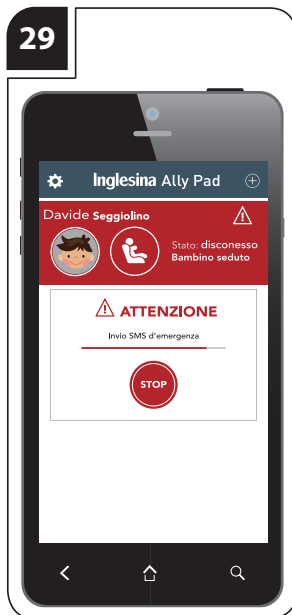 29
Inglesina Ally Pad
Davide Seggiolino
Stato: disconesso
Bambino seduto
ATTENZIONE
Invio SMS d'emergenza
STOP